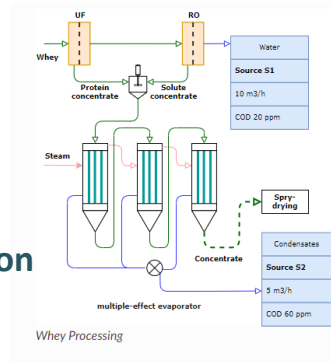 UF
RO
Whey
Protein
concentrate
Solute
concentrate
Water
Source S1
10 m3/h
COD 20 ppm
Steam
on
Spry-
drying
Concentrate
multiple-effect evaporator
Condensates
Source S2
5 m3/h
COD 60 ppm
Whey Processing